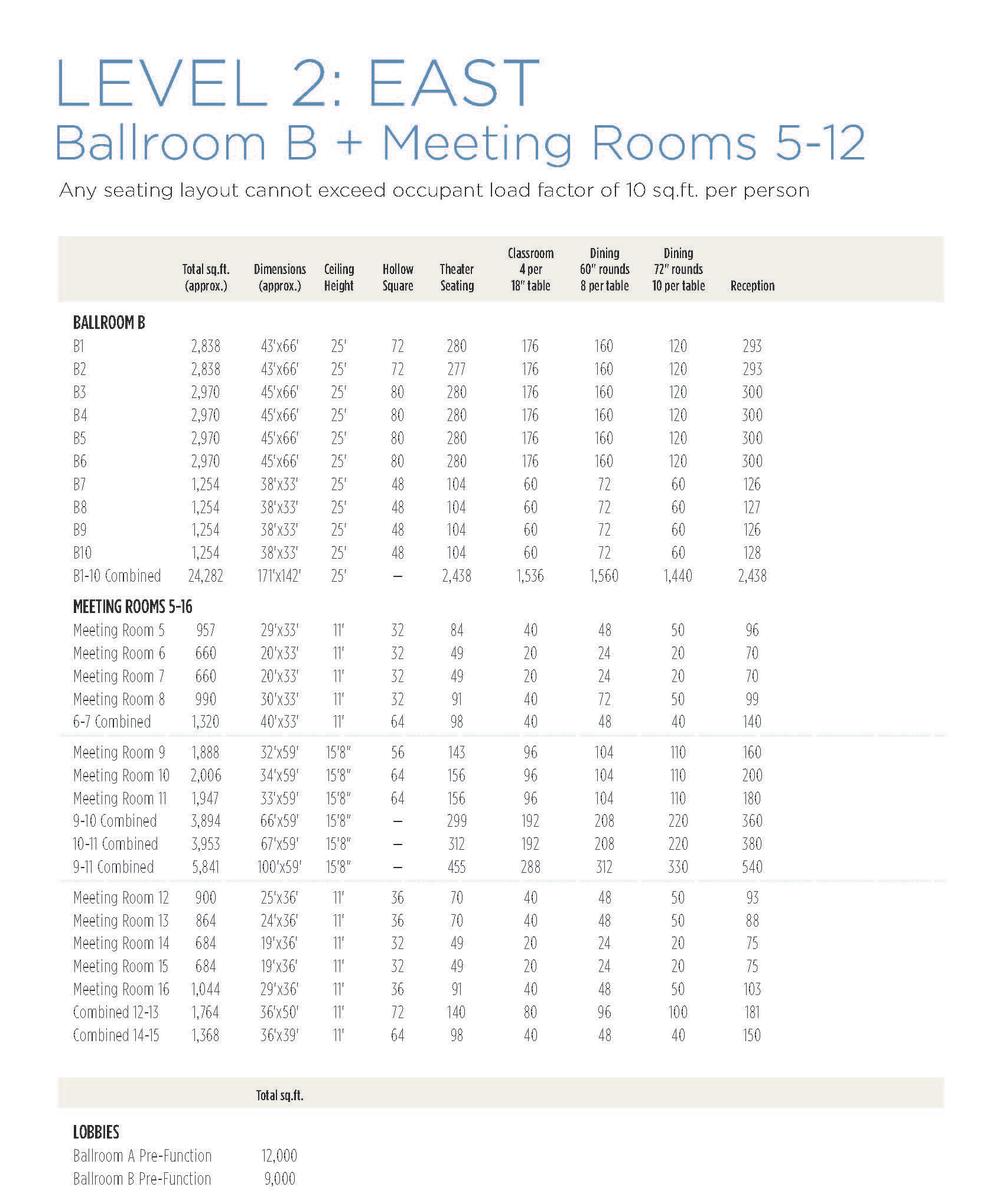 LEVEL 2: EAST
Ballroom B + Meeting Rooms 5-12
Any seating layout cannot exceed occupant load factor of 10 sq.ft. per person
Classroom Dining Dining
Total sq.ft. Dimensions Ceiling Hollow Theater 4 per 60" rounds 72" rounds
(approx.) (approx.) Height Square Seating 18" table 8 per table 10 per table Reception
BALLROOM B
B1 2,838 43'x66' 25' 72 280 176 160 120 293
B2 2,838 43'x66' 25' 72 277 176 160 120 293
B3 2,970 45'x66' 25' 80 280 176 160 120 300
B4 2,970 45'x66' 25' 80 280 176 160 120 300
B5 2,970 45'x66' 25' 80 280 176 160 120 300
B6 2,970 45'x66' 25' 80 280 176 160 120 300
B7 1,254 38'x33' 25' 48 104 60 72 60 126
B8 1,254 38'x33' 25' 48 104 60 72 60 127
B9 1,254 38'x33' 25' 48 104 60 72 60 126
B10 1,254 38'x33' 25' 48 104 60 72 60 128
B1-10 Combined 24,282 171'x142' 25' – 2,438 1,536 1,560 1,440 2,438
MEETING ROOMS 5-16
Meeting Room 5 957 29'x33' 11' 32 84 40 48 50 96
Meeting Room 6 660 20'x33' 11' 32 49 20 24 20 70
Meeting Room 7 660 20'x33' 11' 32 49 20 24 20 70
Meeting Room 8 990 30'x33' 11' 32 91 40 72 50 99
6-7 Combined 1,320 40'x33' 11' 64 98 40 48 40 140
Meeting Room 9 1,888 32'x59' 15'8" 56 143 96 104 110 160
Meeting Room 10 2,006 34'x59' 15'8" 64 156 96 104 110 200
Meeting Room 11 1,947 33'x59' 15'8" 64 156 96 104 110 180
9-10 Combined 3,894 66'x59' 15'8" – 299 192 208 220 360
10-11 Combined 3,953 67'x59' 15'8" – 312 192 208 220 380
9-11 Combined 5,841 100'x59' 15'8" – 455 288 312 330 540
Meeting Room 12 900 25'x36' 11' 36 70 40 48 50 93
Meeting Room 13 864 24'x36' 11' 36 70 40 48 50 88
Meeting Room 14 684 19'x36' 11' 32 49 20 24 20 75
Meeting Room 15 684 19'x36' 11' 32 49 20 24 20 75
Meeting Room 16 1,044 29'x36' 11' 36 91 40 48 50 103
Combined 12-13 1,764 36'x50' 11' 72 140 80 96 100 181
Combined 14-15 1,368 36'x39' 11' 64 98 40 48 40 150
Total sq.ft.
LOBBIES
Ballroom A Pre-Function 12,000
Ballroom B Pre-Function 9,000